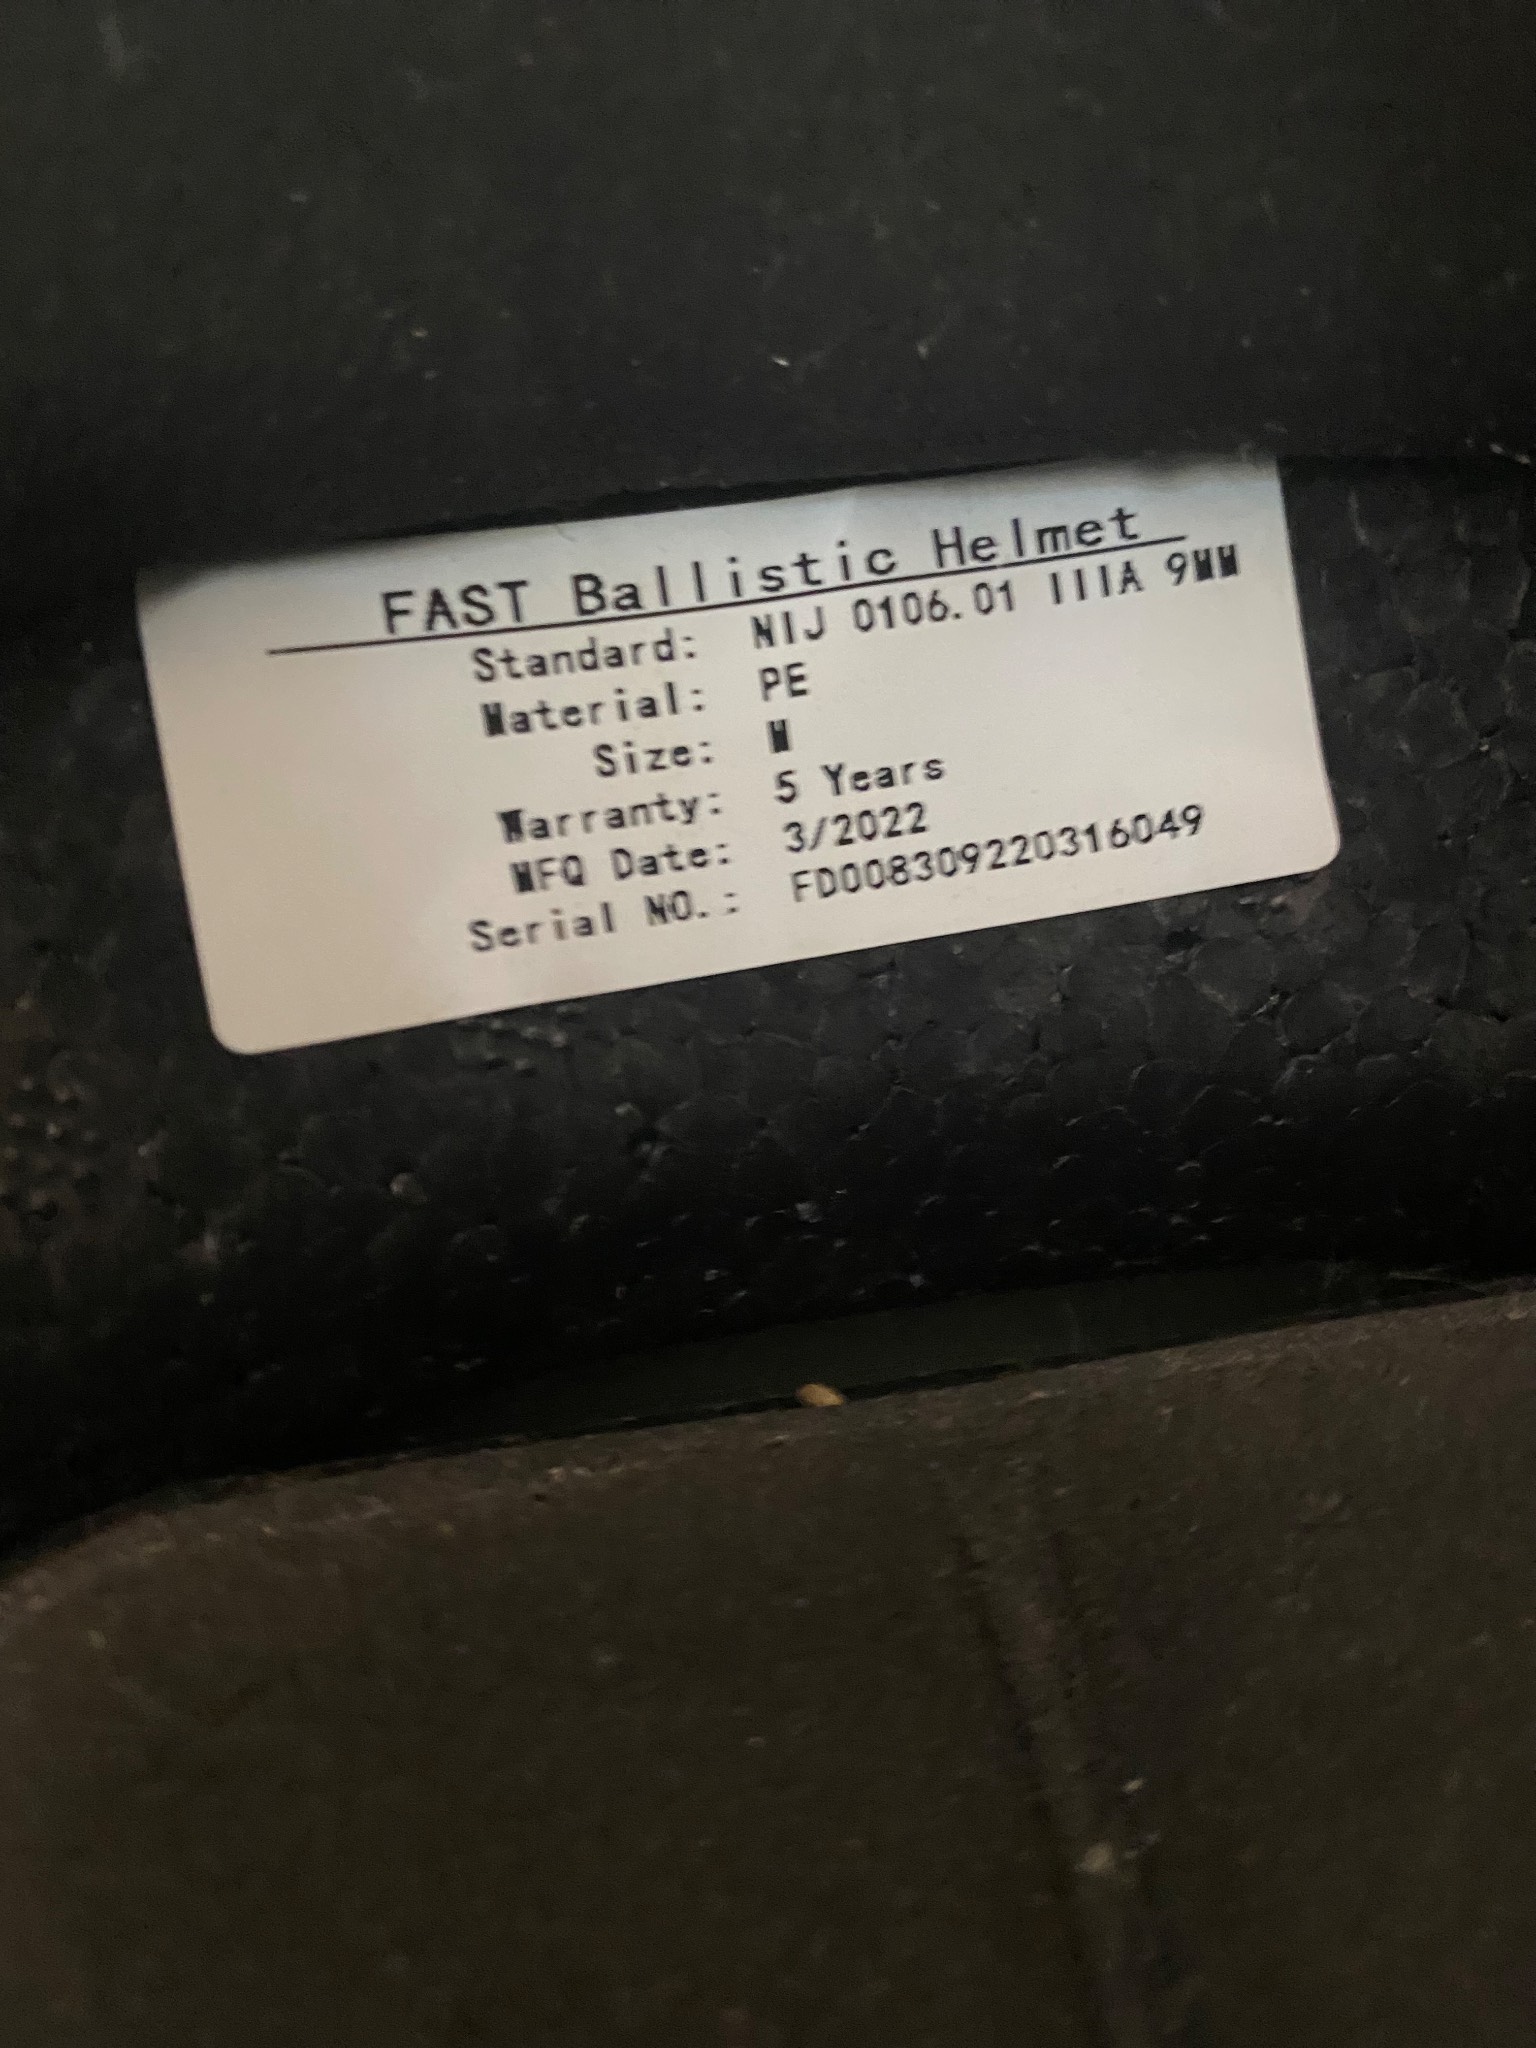 FAST Ballistic Helmet
Standard: NIJ 0106.01 IIIA 9MM
Material: PE
Size: M
Warranty: 5 Years
MFQ Date: 3/2022
Serial NO.: FD008309220316049